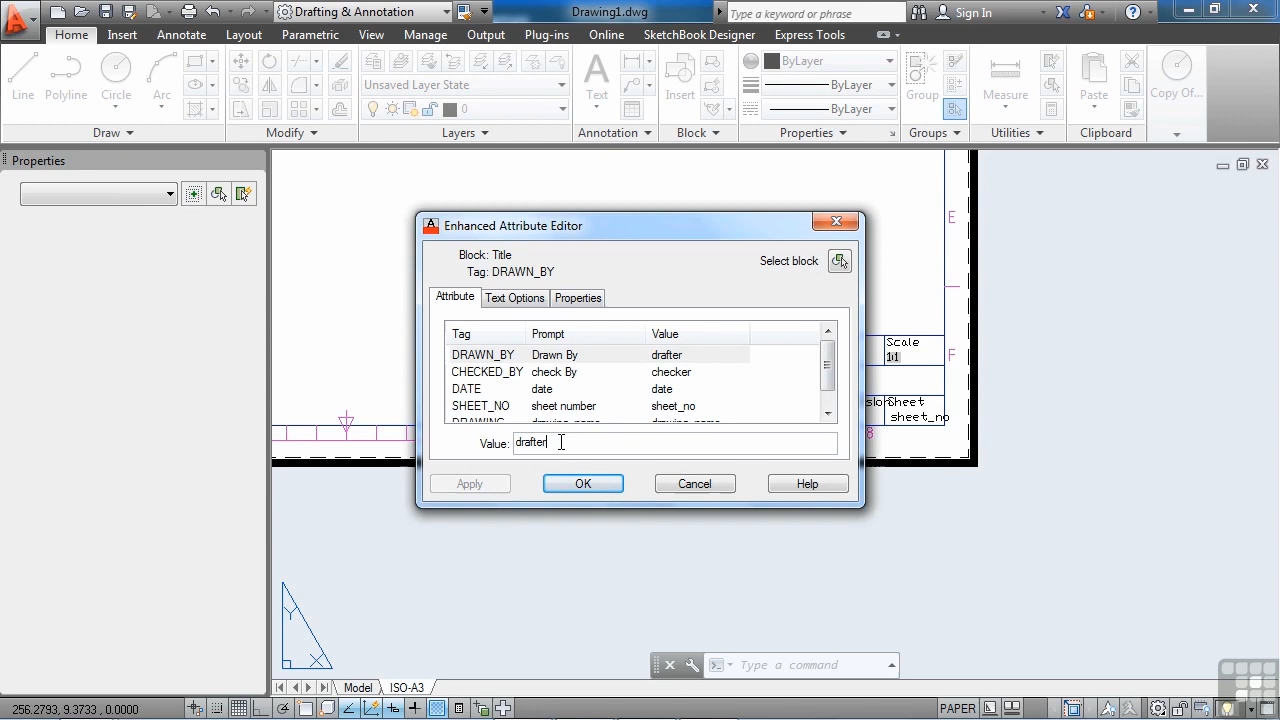 Drafting & Annotation
Drawing1.dwg
Type a keyword or phrase
Sign In
Home Insert Annotate Layout Parametric View Manage Output Plug-ins Online SketchBook Designer Express Tools
Line Polyline Circle Arc
Unsaved Layer State
0
Text
Insert
ByLayer
ByLayer
ByLayer
Group
Measure
Paste
Copy Of...
Draw Modify Layers Annotation Block Properties Groups Utilities Clipboard
Properties
E
Enhanced Attribute Editor
Block: Title
Tag: DRAWN_BY
Select block
Attribute Text Options Properties
Tag Prompt Value
DRAWN_BY Drawn By drafter
CHECKED_BY check By checker
DATE date date
SHEET_NO sheet number sheet_no
DRAWING drawing_name drawing_name
Value: drafter
Apply OK Cancel Help
Scale
1:1
F
Sheet
sheet_no
8
Y
X
Type a command
Model ISO-A3
256.2793, 9.3733, 0.0000
PAPER